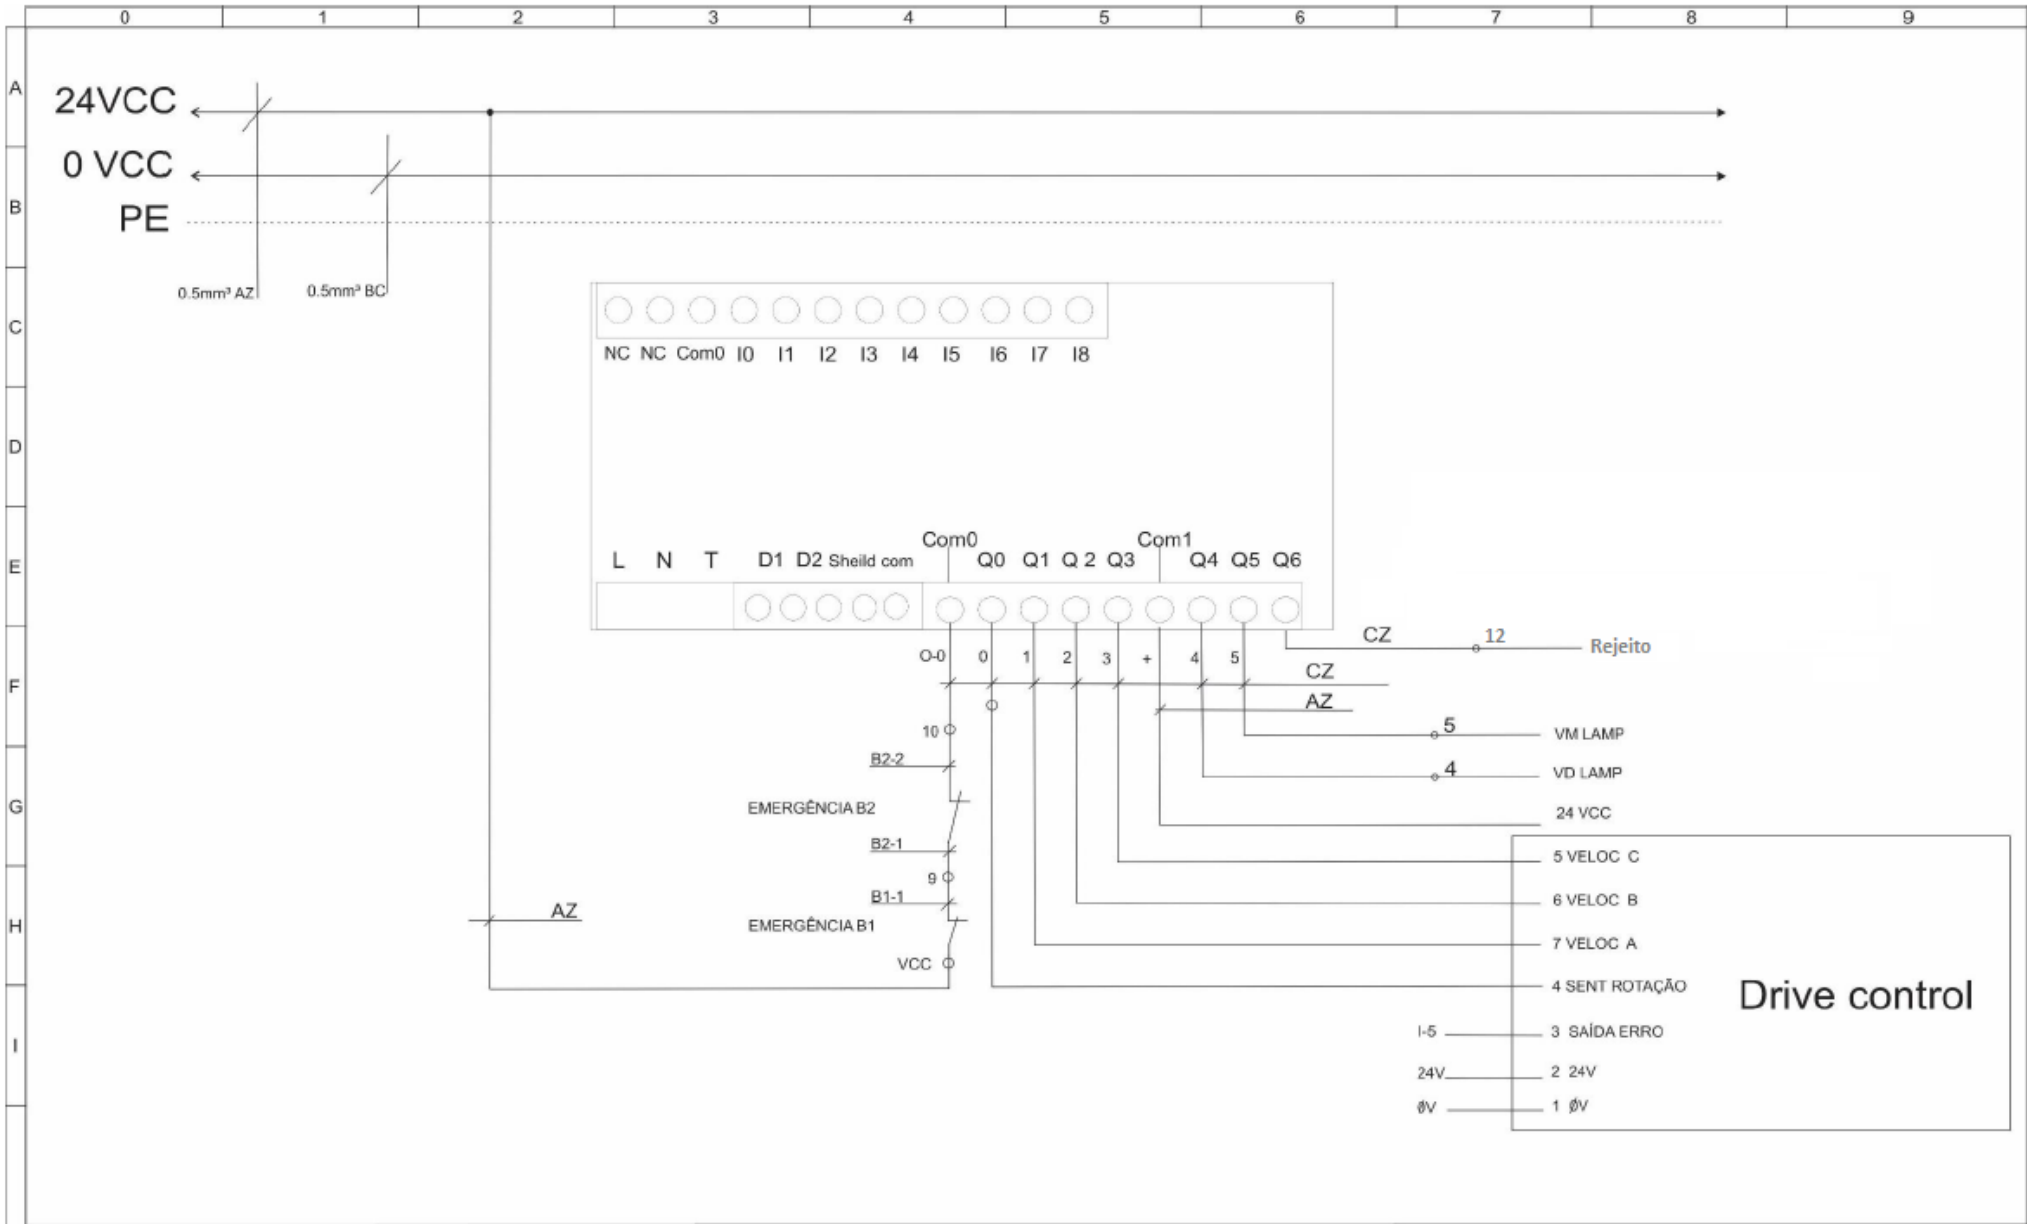 0 1 2 3 4 5 6 7 8 9
A
24VCC
0 VCC
B
PE
0.5mm³ AZ 0.5mm³ BC
C
NC NC Com0 I0 I1 I2 I3 I4 I5 I6 I7 I8
D
Com0 Com1
E
L N T D1 D2 Sheild com Q0 Q1 Q 2 Q3 Q4 Q5 Q6
CZ 12 Rejeito
O-0 0 1 2 3 + 4 5
F
CZ
AZ
10
5 VM LAMP
B2-2
4 VD LAMP
G
EMERGÊNCIA B2
24 VCC
B2-1
5 VELOC C
9
B1-1
6 VELOC B
AZ
H
EMERGÊNCIA B1
7 VELOC A
VCC
4 SENT ROTAÇÃO
Drive control
I-5 3 SAÍDA ERRO
I
24V 2 24V
ØV 1 ØV